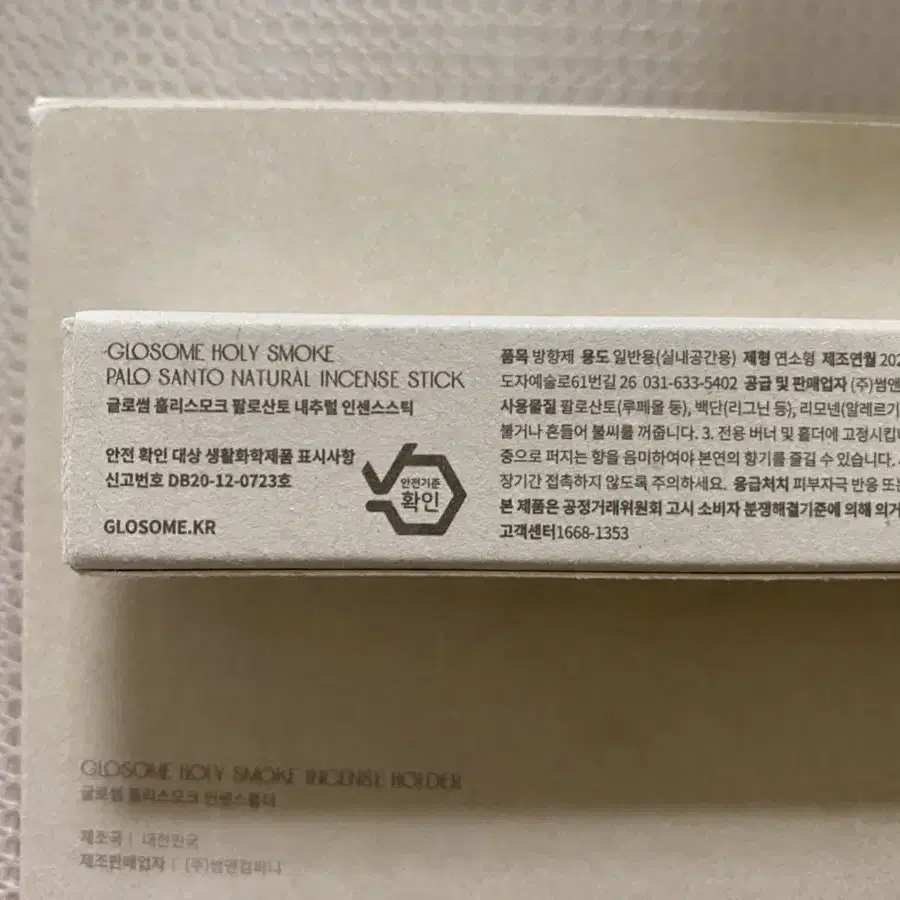 GLOSOME HOLY SMOKE
PALO SANTO NATURAL INCENSE STICK
글로썸 홀리스모크 팔로산토 내추럴 인센스스틱
안전 확인 대상 생활화학제품 표시사항
신고번호 DB20-12-0723호
안전기준
확인
GLOSOME.KR
품목 방향제 용도 일반용(실내공간용) 제형 연소형 제조연월 202
도자예술로61번길 26 031-633-5402 공급 및 판매업자 (주)썸앤
사용물질 팔로산토(루페올 등), 백단(리그닌 등), 리모넨(알레르기
불거나 흔들어 불씨를 꺼줍니다. 3. 전용 버너 및 홀더에 고정시킵니
중으로 퍼지는 향을 음미하여야 본연의 향기를 즐길 수 있습니다.
장기간 접촉하지 않도록 주의하세요. 응급처치 피부자극 반응 또는
본 제품은 공정거래위원회 고시 소비자 분쟁해결기준에 의해 의거
고객센터1668-1353
GLOSOME HOLY SMOKE INCENSE HOLDER
글로썸 홀리스모크 인센스홀더
제조국 | 대한민국
제조판매업자 | (주)썸앤컴퍼니